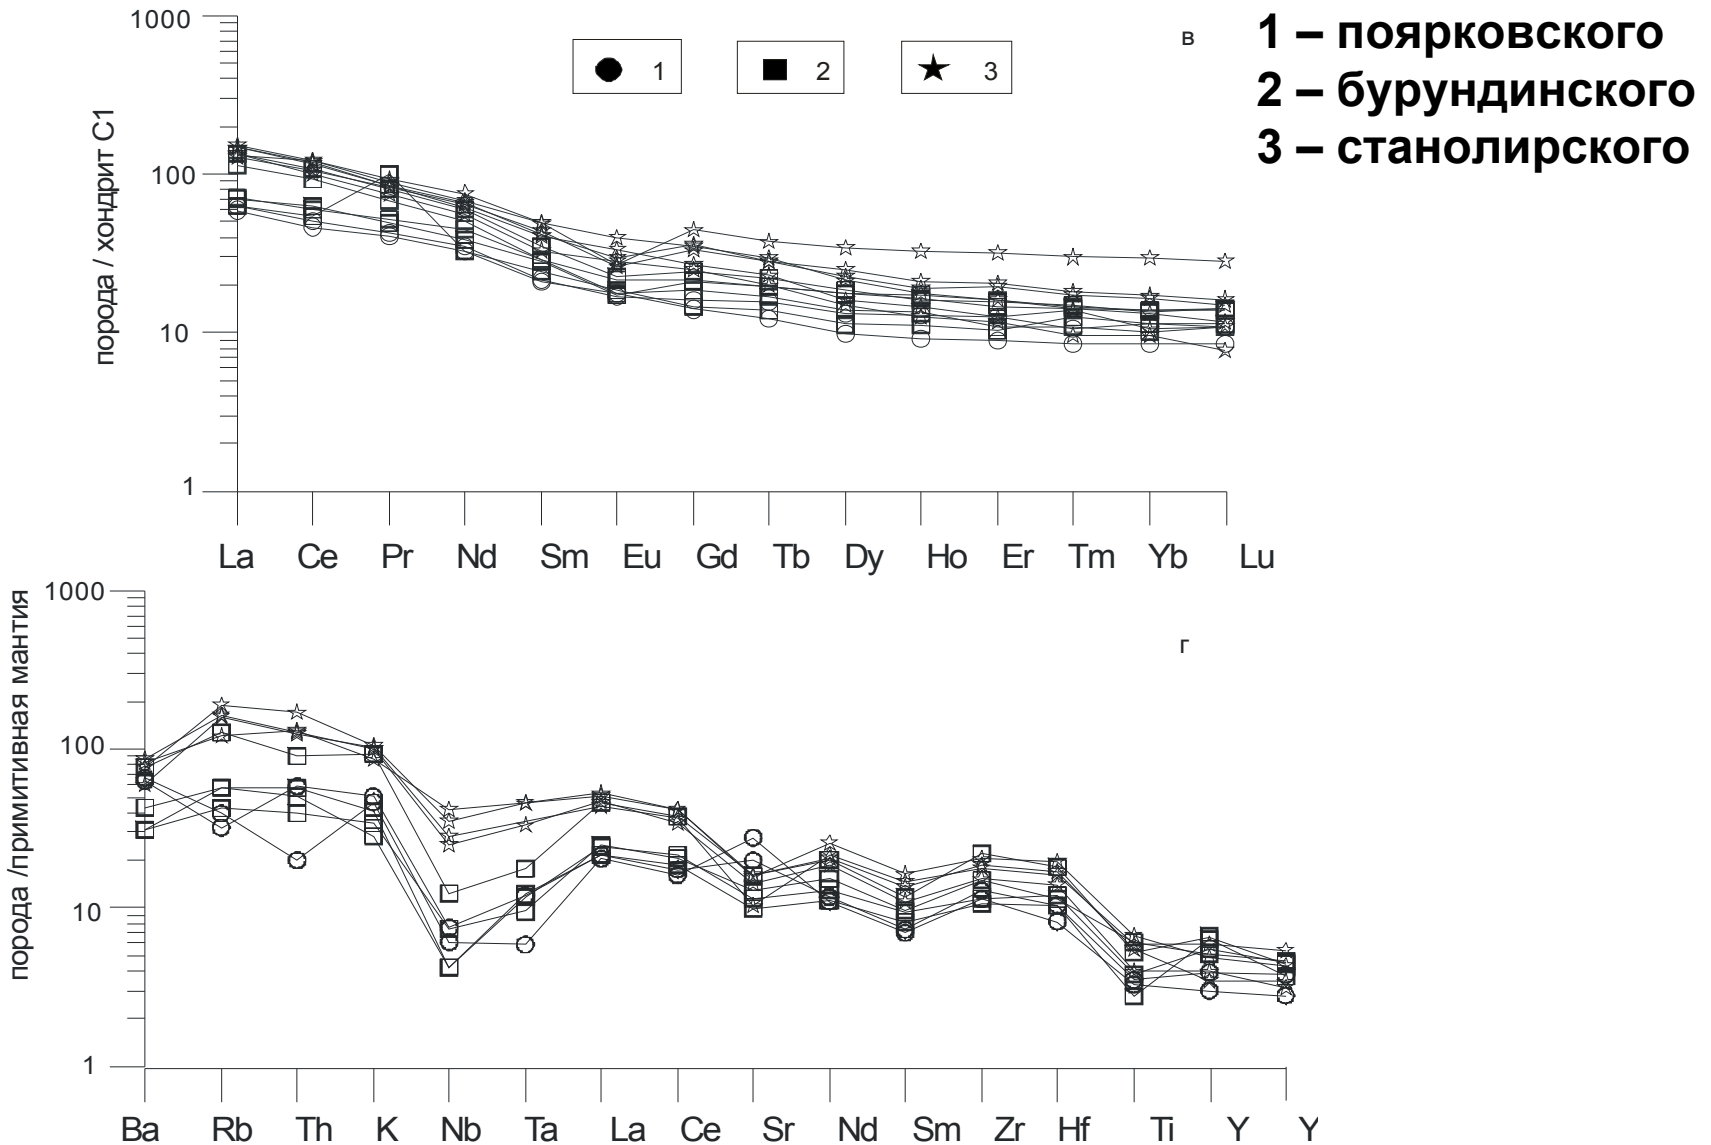 1000
в
1 – поярковского
1
2
3
2 – бурундинского
3 – станолирского
порода / хондрит С1
100
10
1
La Ce Pr Nd Sm Eu Gd Tb Dy Ho Er Tm Yb Lu
1000
порода /примитивная мантия
г
100
10
1
Ba Rb Th K Nb Ta La Ce Sr Nd Sm Zr Hf Ti Y Y